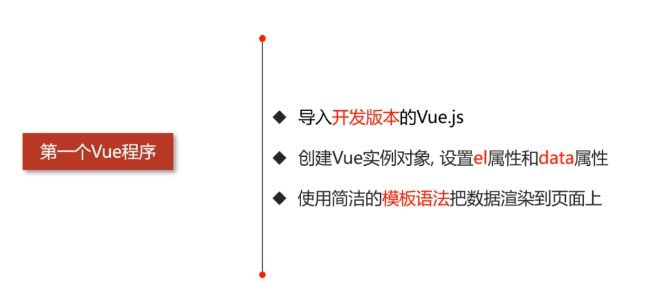 第一个Vue程序
◆ 导入开发版本的Vue.js
◆ 创建Vue实例对象, 设置el属性和data属性
◆ 使用简洁的模板语法把数据渲染到页面上